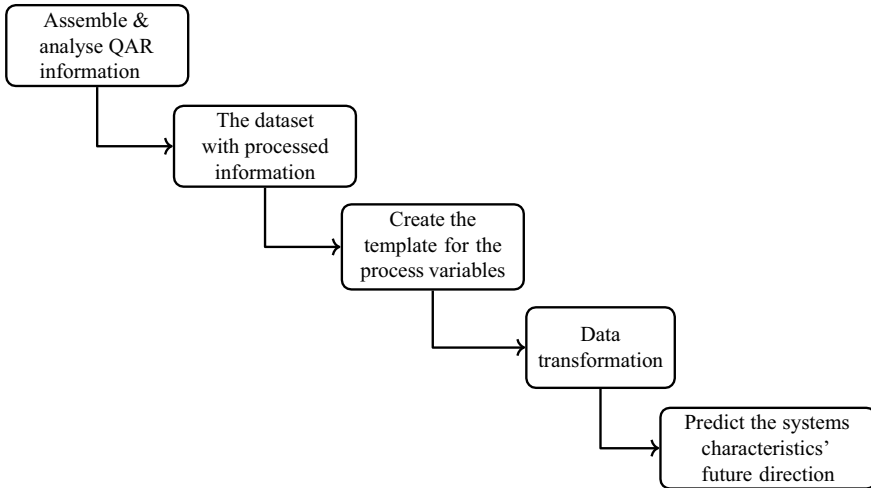 Assemble &
analyse QAR
information
The dataset
with processed
information
Create the
template for the
process variables
Data
transformation
Predict the systems
characteristics’
future direction